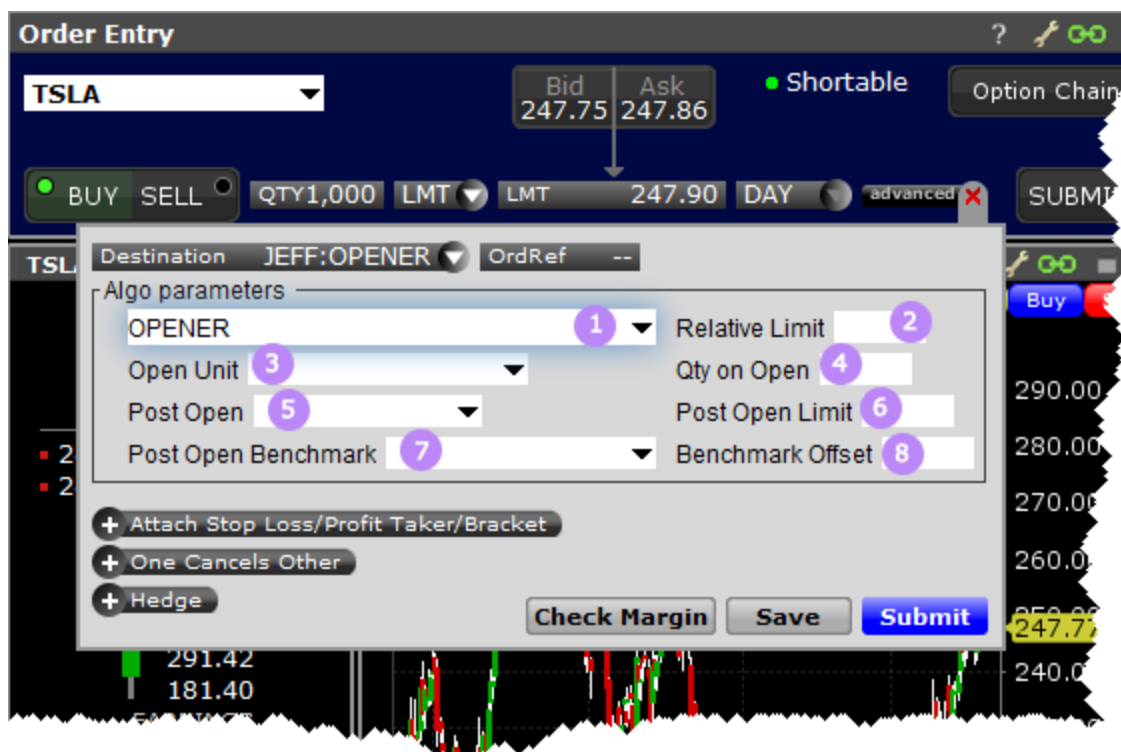 Order Entry ?
TSLA
Bid Ask
247.75 247.86
Shortable
Option Chain
BUY SELL QTY1,000 LMT LMT 247.90 DAY advanced SUBMI
TSL
Destination JEFF:OPENER OrdRef --
Algo parameters
Buy
OPENER 1 Relative Limit 2
Open Unit 3 Qty on Open 4
290.00
Post Open 5 Post Open Limit 6
2
280.00
Post Open Benchmark 7 Benchmark Offset 8
2
270.00
Attach Stop Loss/Profit Taker/Bracket
One Cancels Other
260.0
Hedge
Check Margin Save Submit
247.77
291.42
240.0
181.40